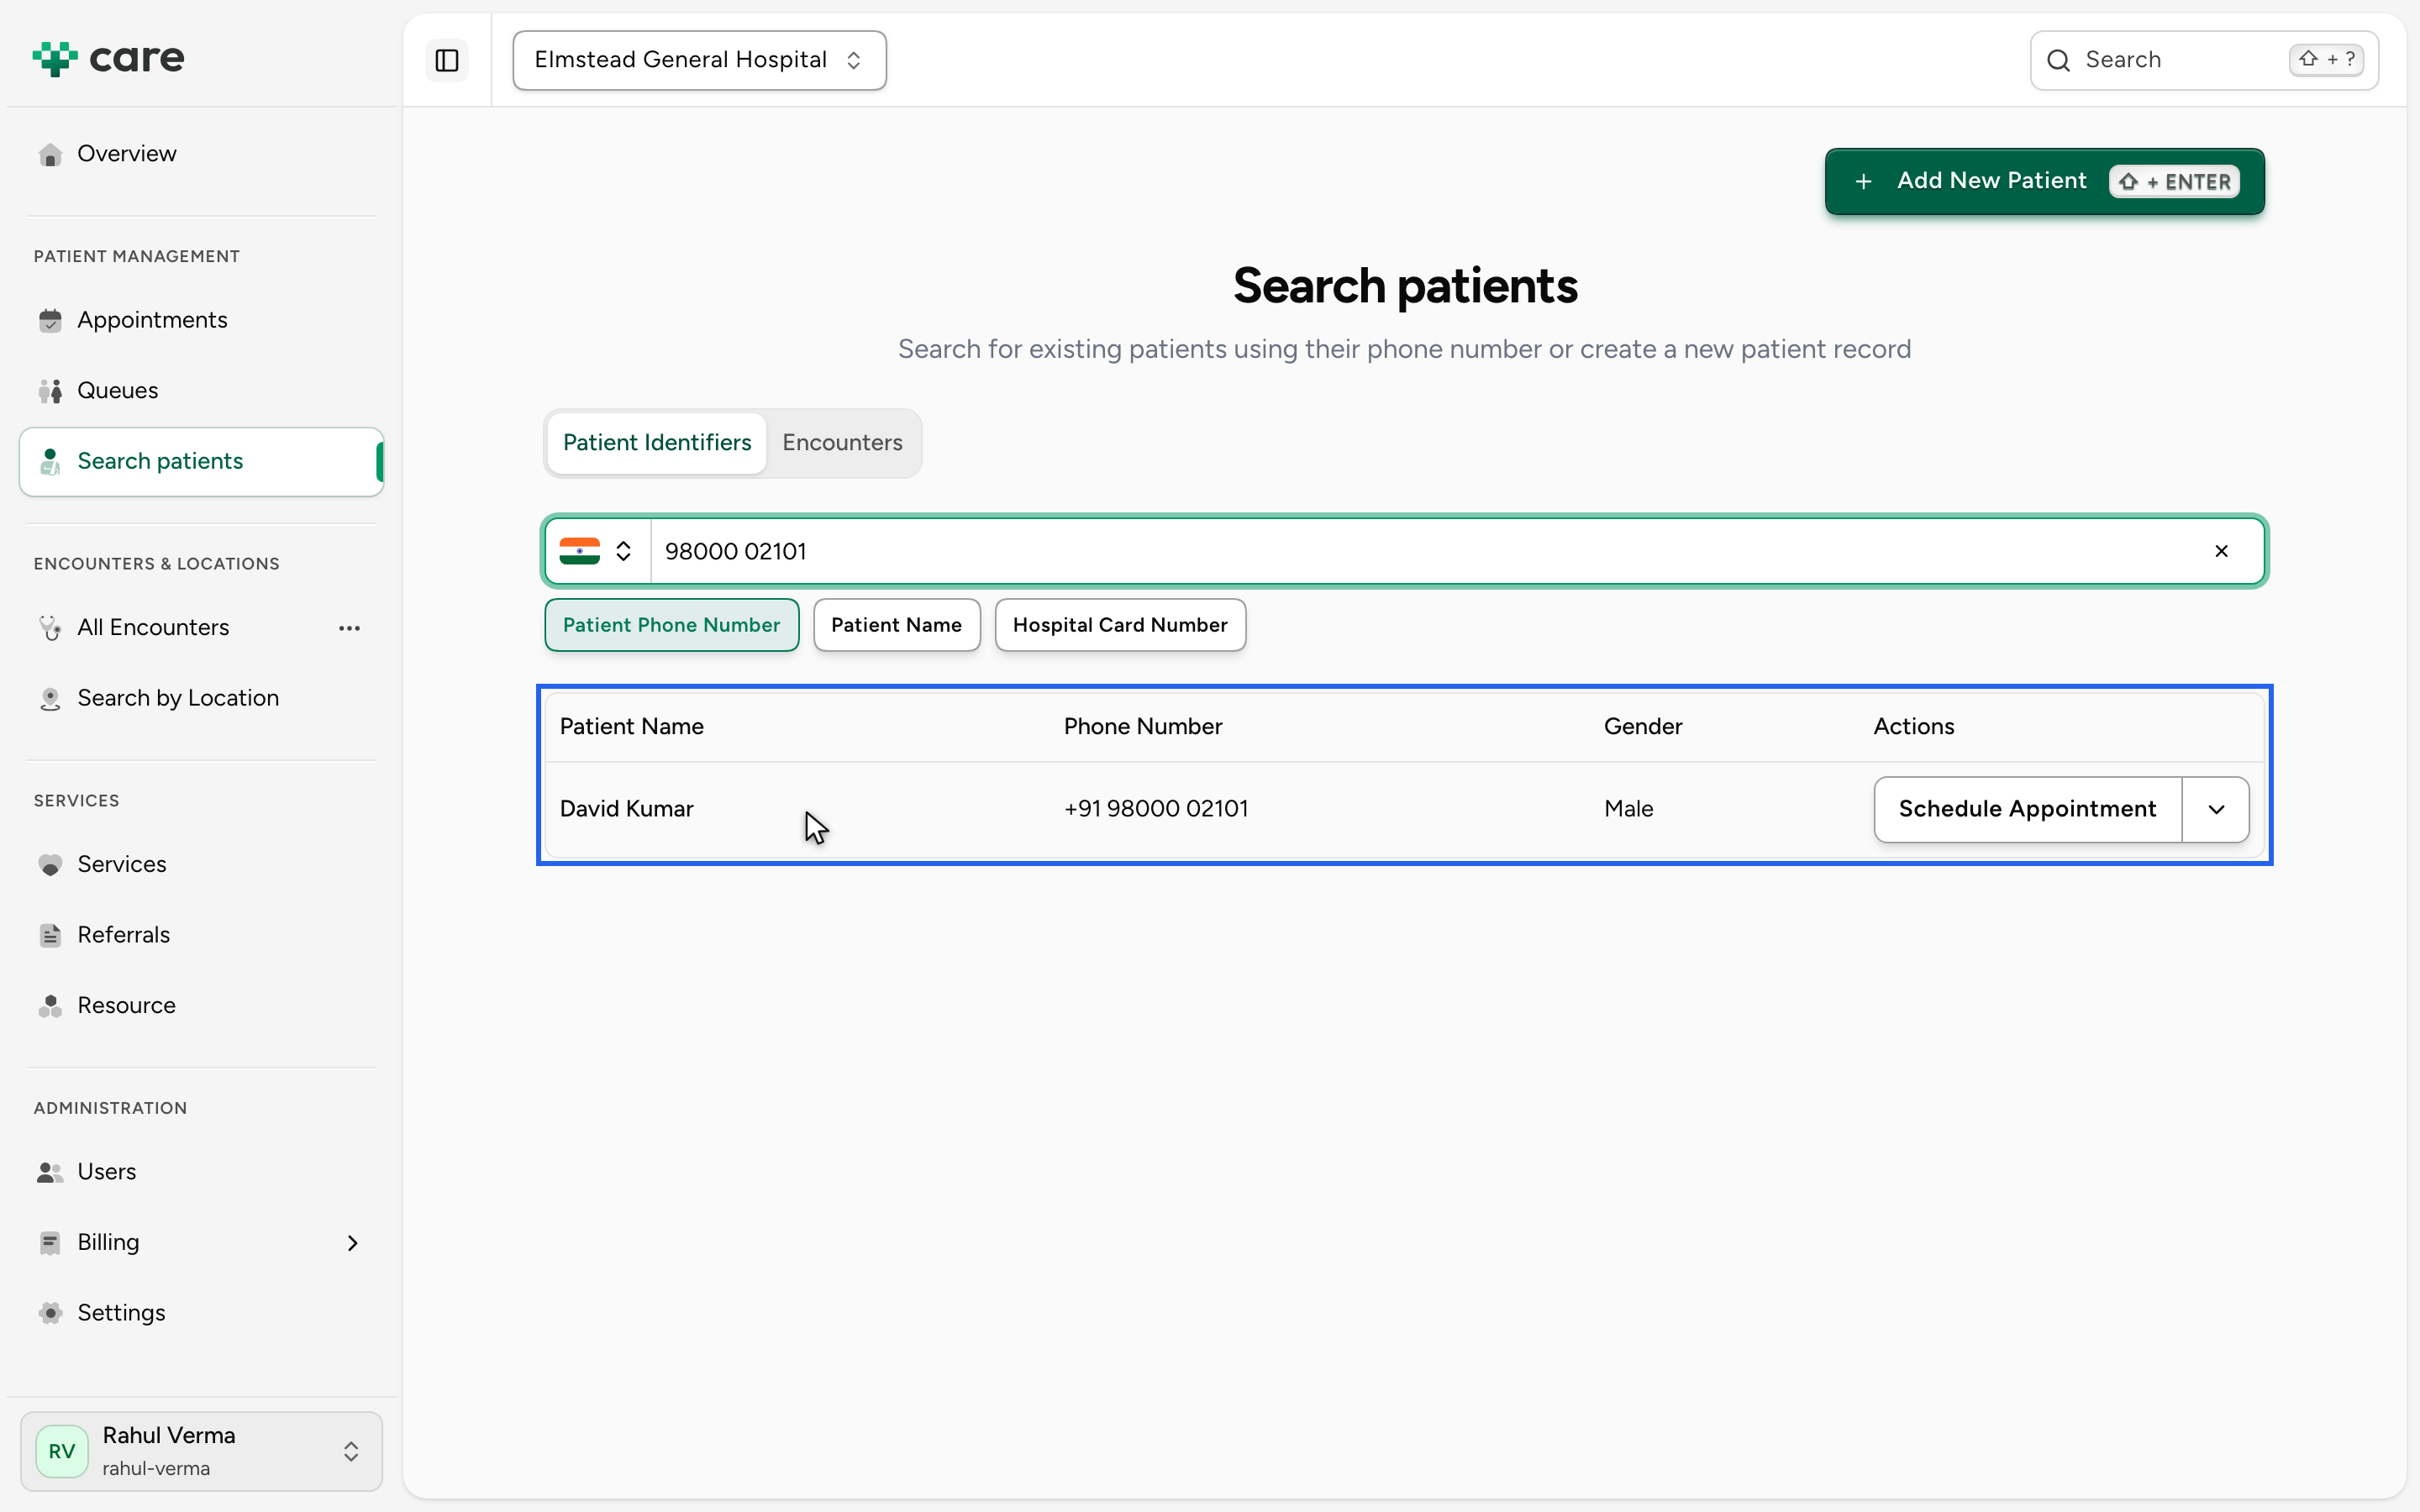 care
Elmstead General Hospital
Search
+ ?
Overview
+ Add New Patient
+ ENTER
PATIENT MANAGEMENT
Appointments
Queues
Search patients
ENCOUNTERS & LOCATIONS
All Encounters
Search by Location
SERVICES
Services
Referrals
Resource
ADMINISTRATION
Users
Billing
Settings
RV
Rahul Verma
rahul-verma
Search patients
Search for existing patients using their phone number or create a new patient record
Patient Identifiers
Encounters
98000 02101
Patient Phone Number
Patient Name
Hospital Card Number
Patient Name
Phone Number
Gender
Actions
David Kumar
+91 98000 02101
Male
Schedule Appointment